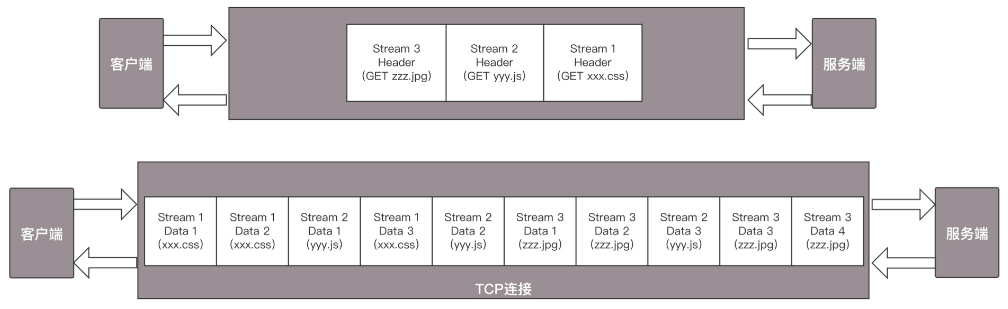 客户端
Stream 3
Header
(GET zzz.jpg)
Stream 2
Header
(GET yyy.js)
Stream 1
Header
(GET xxx.css)
服务端
客户端
Stream 1
Data 1
(xxx.css)
Stream 1
Data 2
(xxx.css)
Stream 2
Data 1
(yyy.js)
Stream 1
Data 3
(xxx.css)
Stream 2
Data 2
(yyy.js)
Stream 3
Data 1
(zzz.jpg)
Stream 3
Data 2
(zzz.jpg)
Stream 2
Data 3
(yyy.js)
Stream 3
Data 3
(zzz.jpg)
Stream 3
Data 4
(zzz.jpg)
服务端
TCP连接